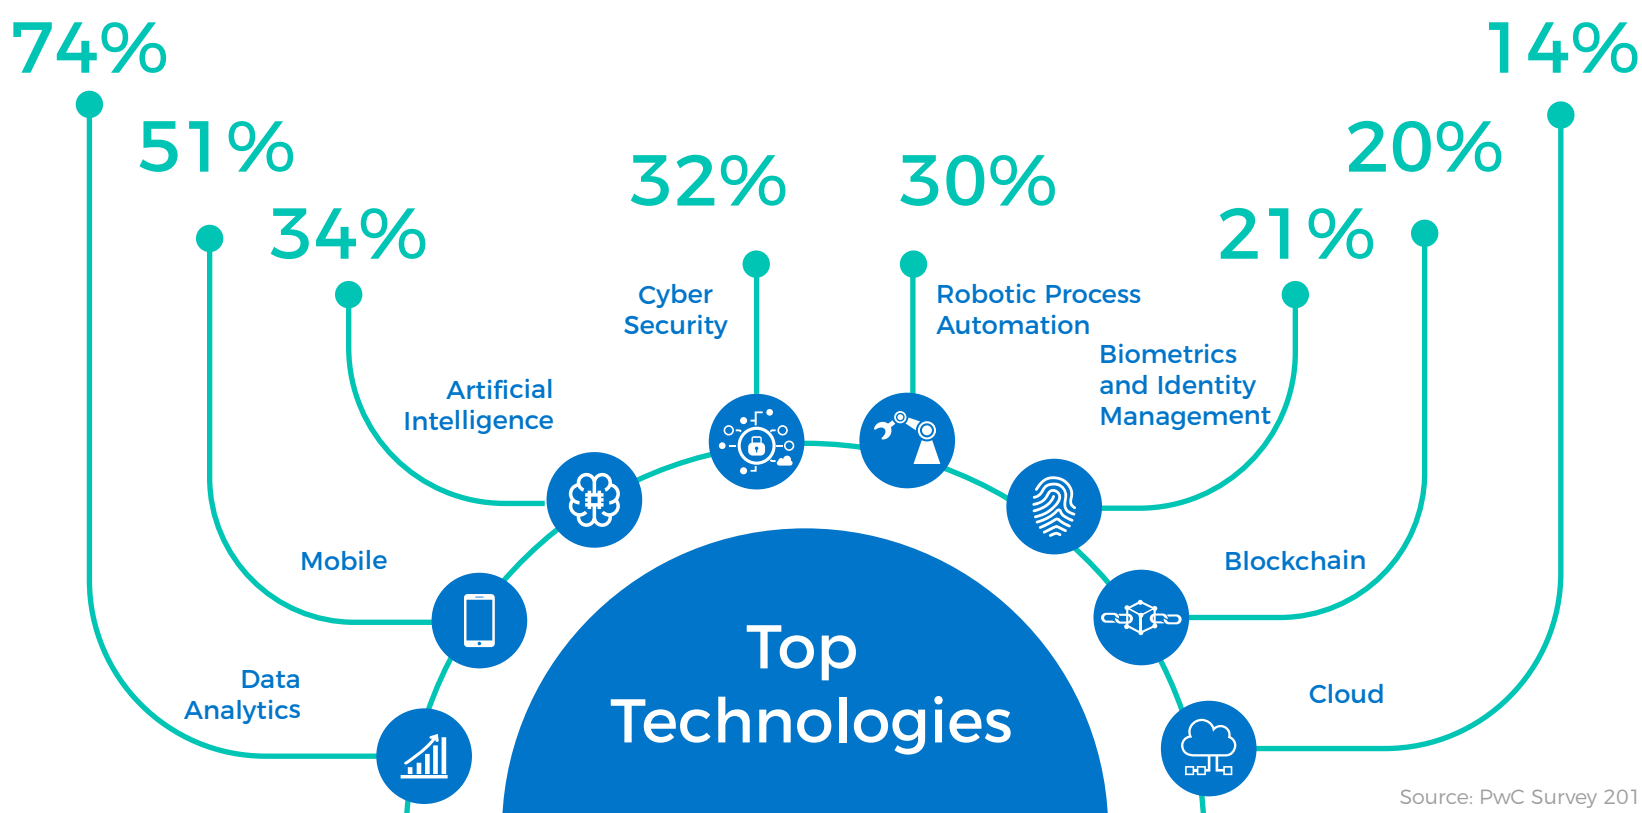 74%
14%
51%
20%
32%
30%
34%
21%
Cyber
Security
Robotic Process
Automation
Biometrics
and Identity
Management
Artificial
Intelligence
Mobile
Blockchain
Data
Analytics
Cloud
Top
Technologies
Source: PwC Survey 201